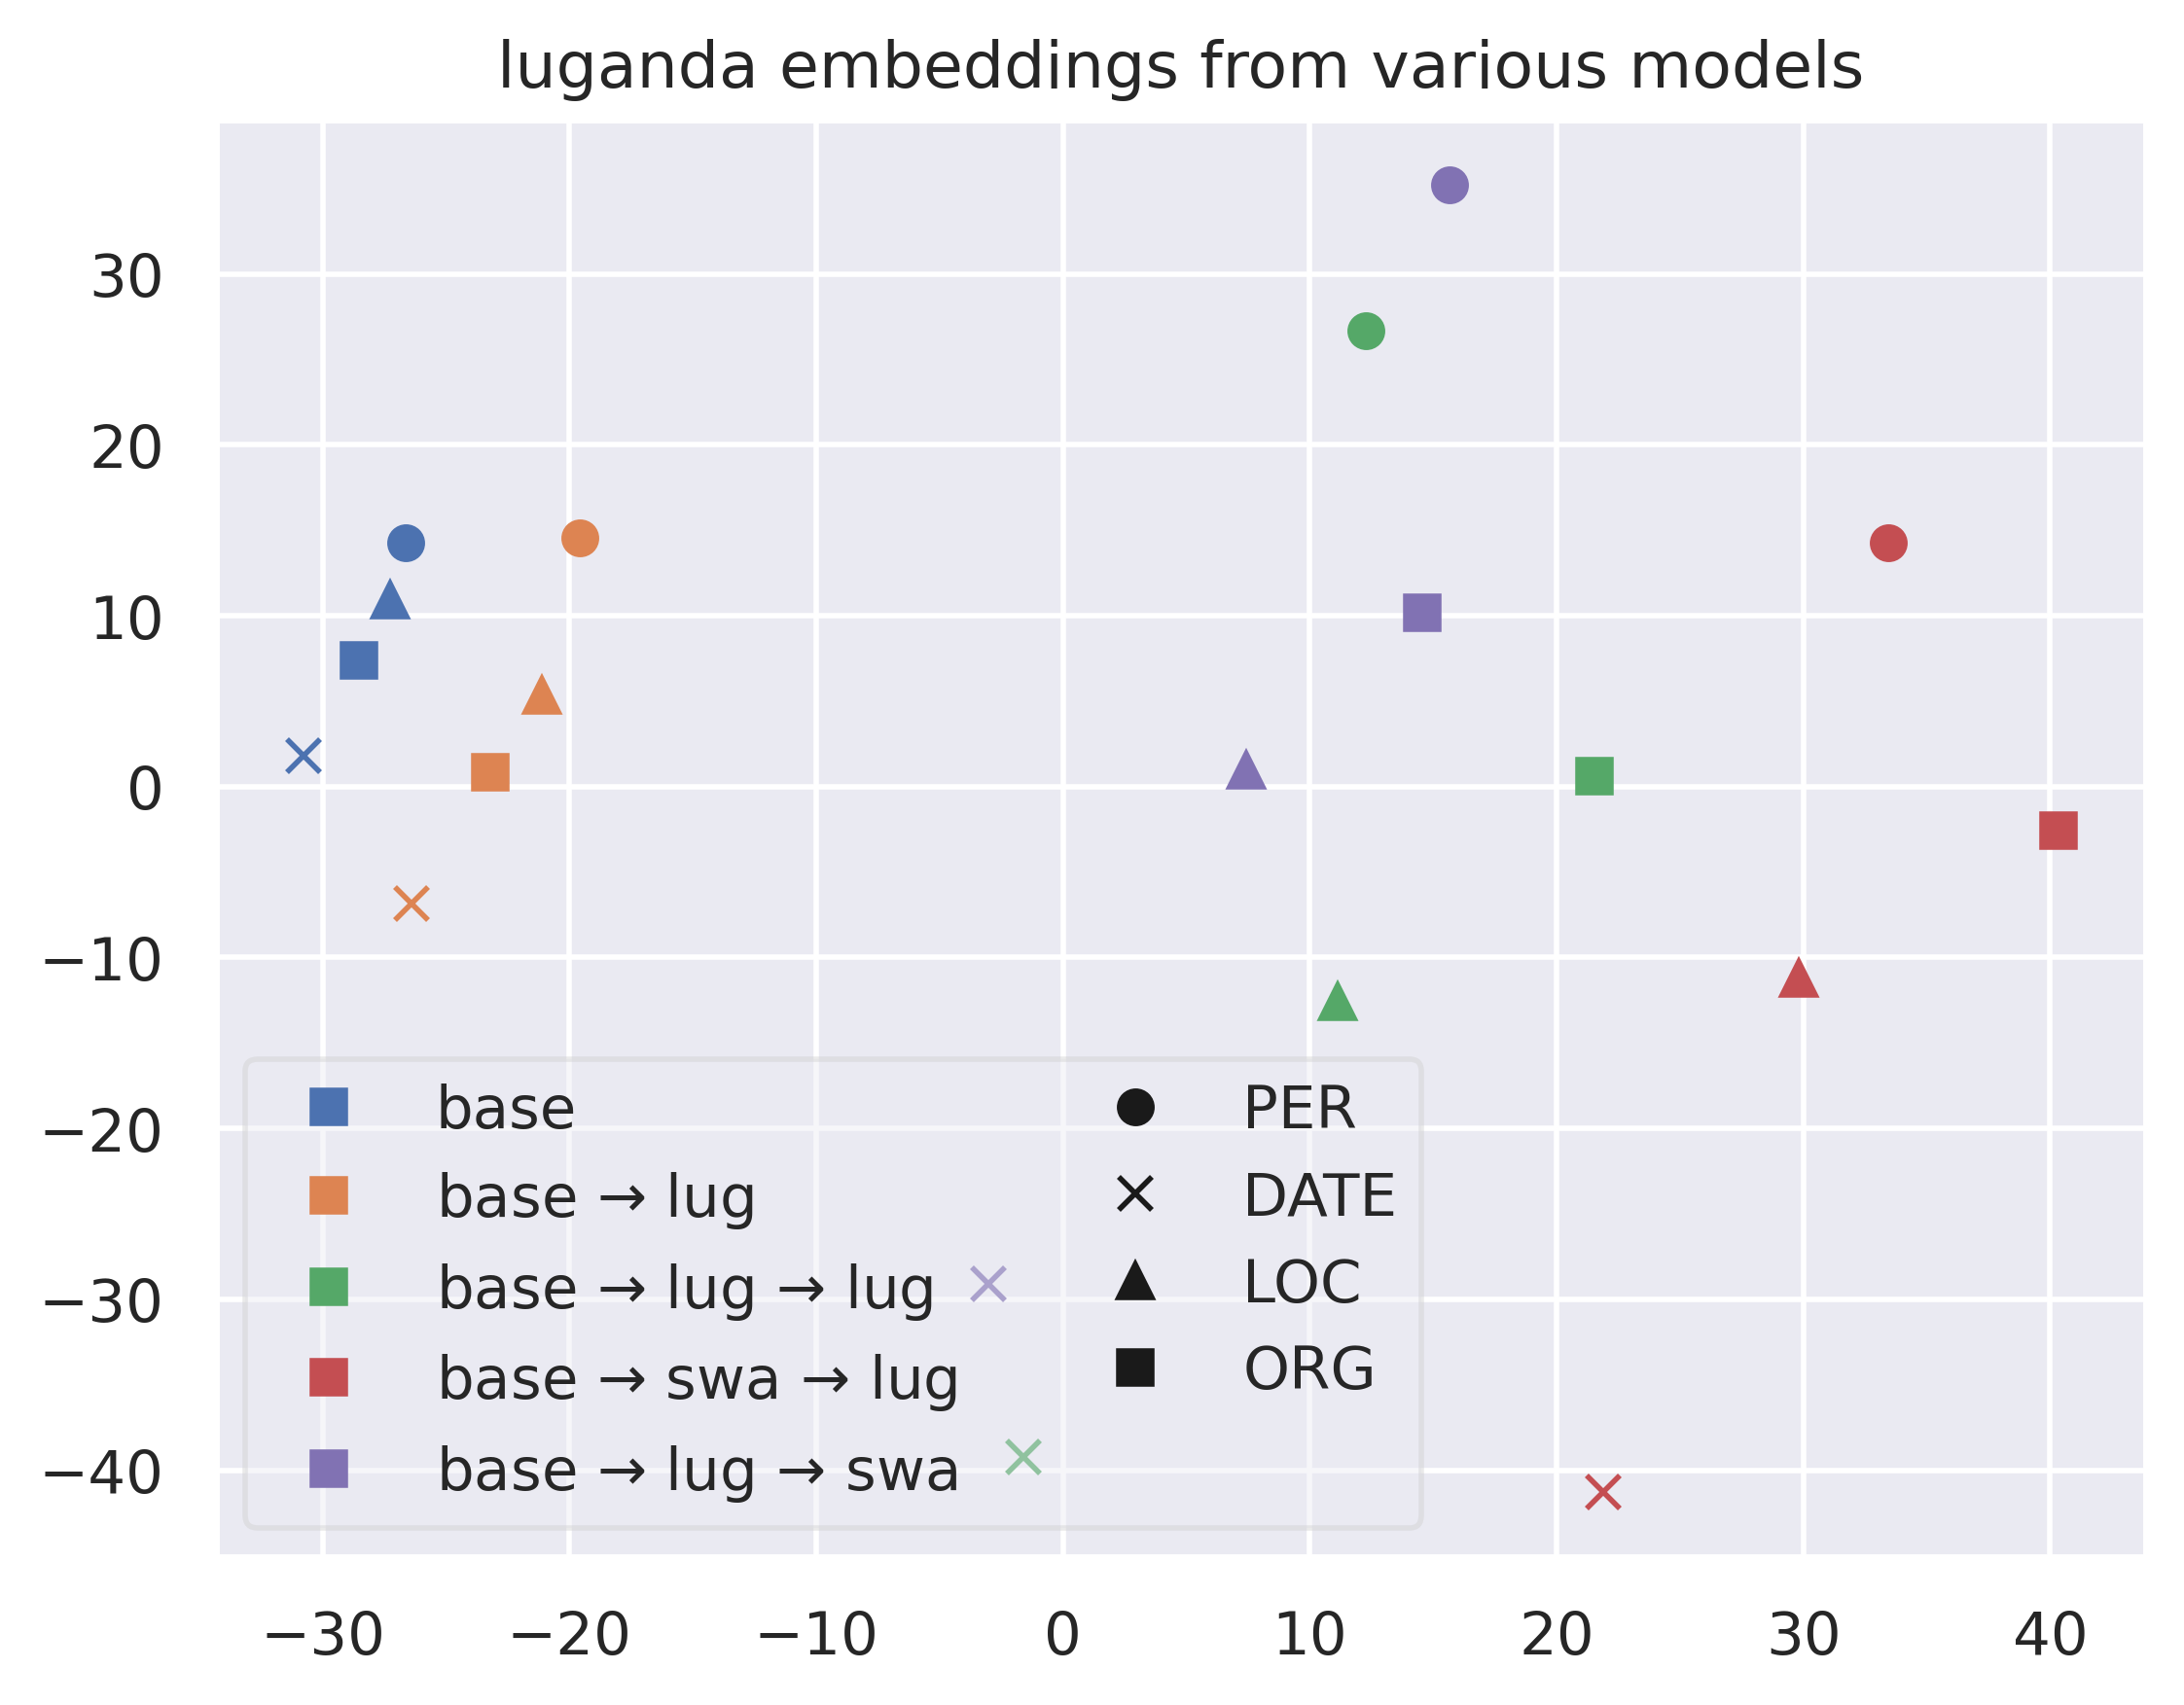 luganda embeddings from various models
30
20
10
0
−10
−20
−30
−40
base
base → lug
base → lug → lug
base → swa → lug
base → lug → swa
PER
DATE
LOC
ORG
−30 −20 −10 0 10 20 30 40